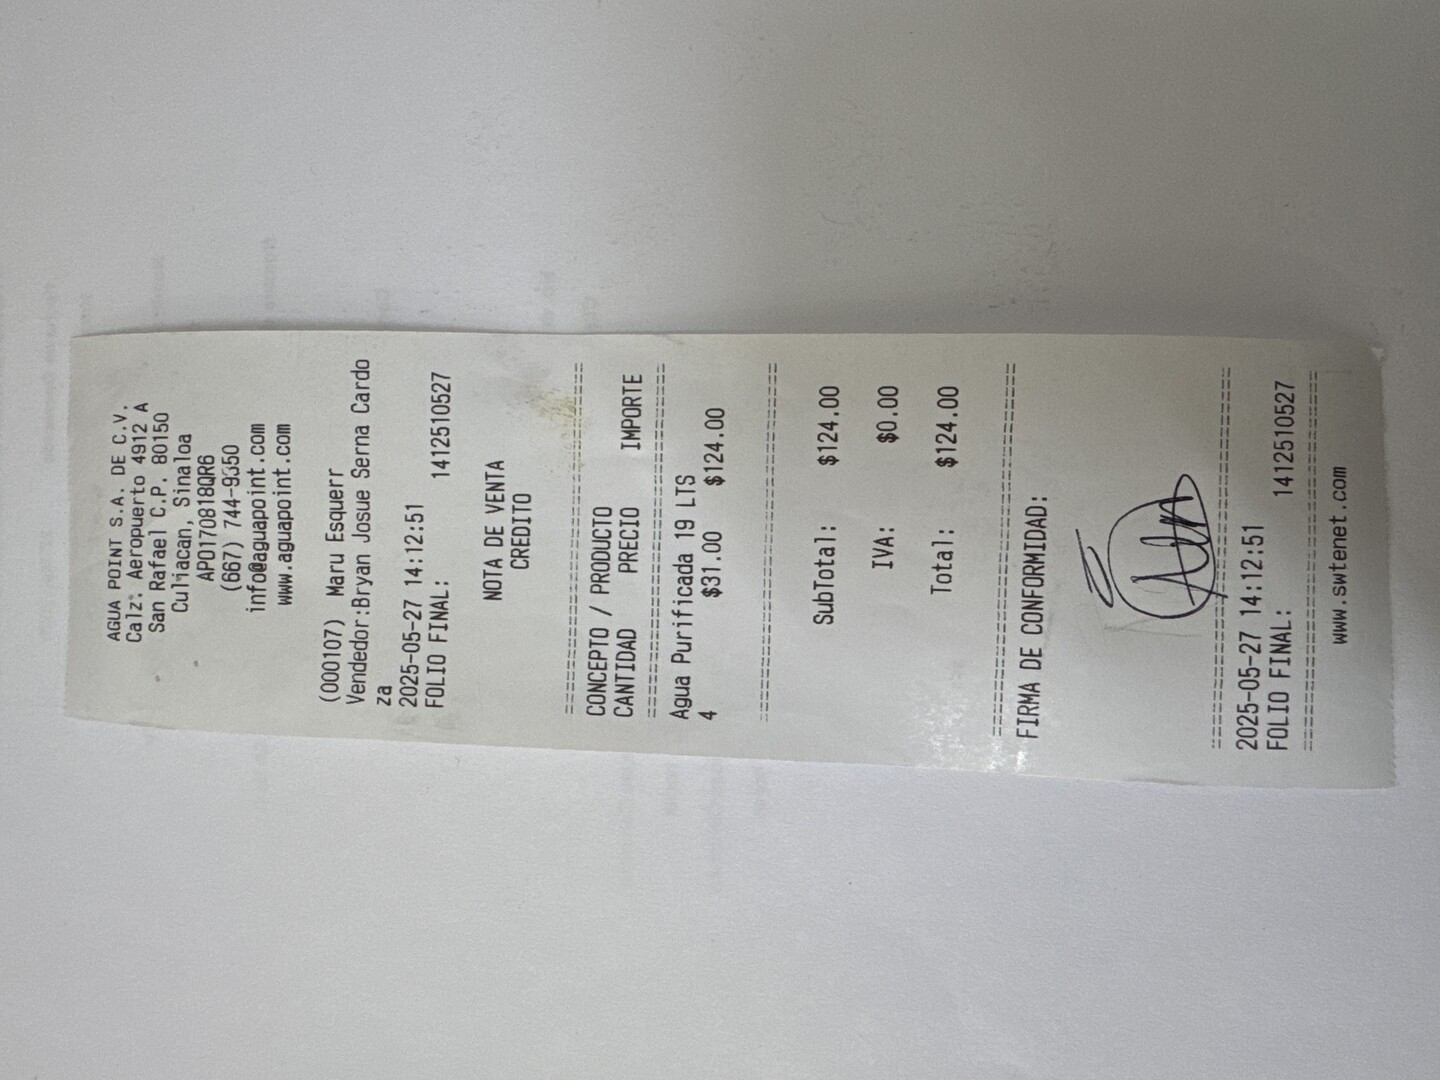 AGUA POINT S.A. DE C.V.
Calz. Aeropuerto 4912 A
San Rafael C.P. 80150
Culiacan, Sinaloa
APO170818QR6
(667) 744-9350
info@aguapoint.com
www.aguapoint.com
(000107) Maru Esquerr
Vendedor:Bryan Josue Serna Cardo
za
2025-05-27 14:12:51
FOLIO FINAL: 1412510527
NOTA DE VENTA
CREDITO
================================
CONCEPTO / PRODUCTO
CANTIDAD PRECIO IMPORTE
================================
Agua Purificada 19 LTS
4 $31.00 $124.00
================================
SubTotal: $124.00
IVA: $0.00
Total: $124.00
================================
FIRMA DE CONFORMIDAD:
================================
2025-05-27 14:12:51
FOLIO FINAL: 1412510527
================================
www.swtenet.com